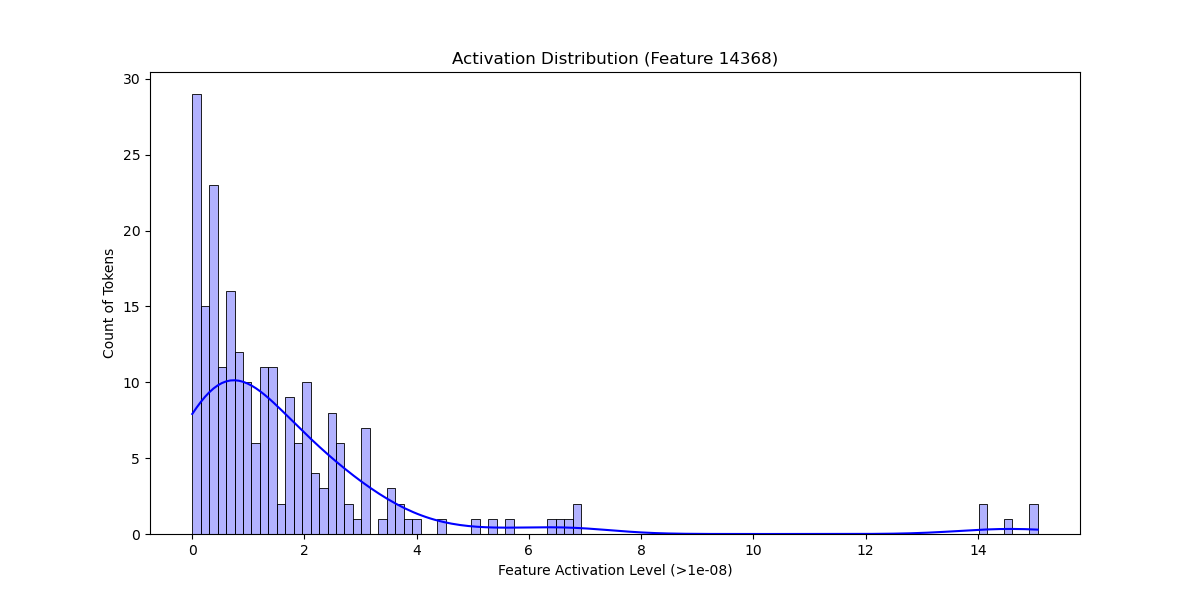 Activation Distribution (Feature 14368)
30
25
20
15
10
5
0
Count of Tokens
0 2 4 6 8 10 12 14
Feature Activation Level (>1e-08)